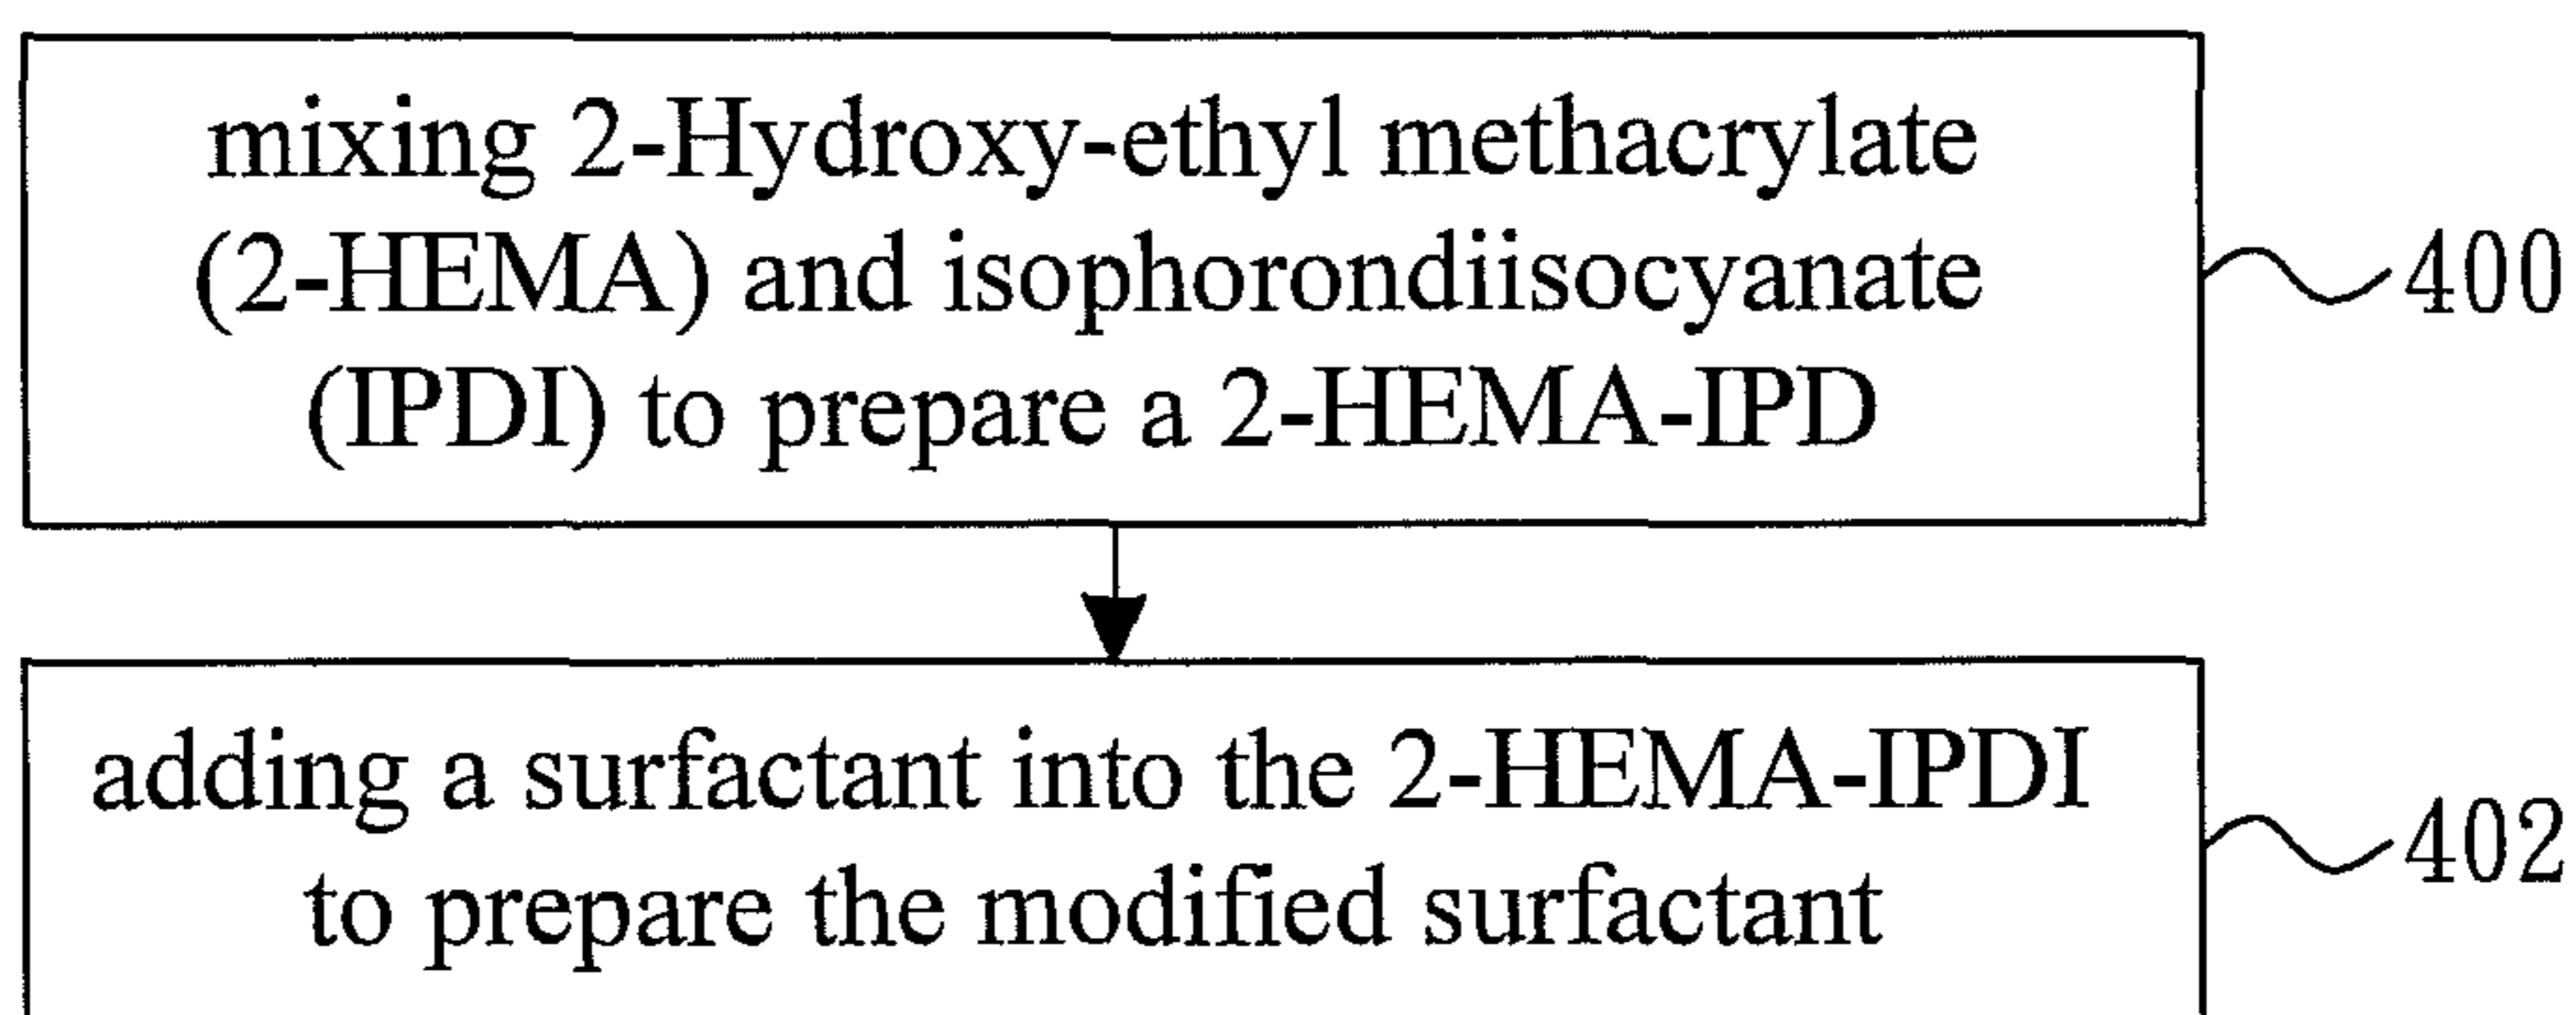 mixing 2-Hydroxy-ethyl methacrylate
(2-HEMA) and isophorondiisocyanate
(IPDI) to prepare a 2-HEMA-IPD
400
adding a surfactant into the 2-HEMA-IPDI
to prepare the modified surfactant
402